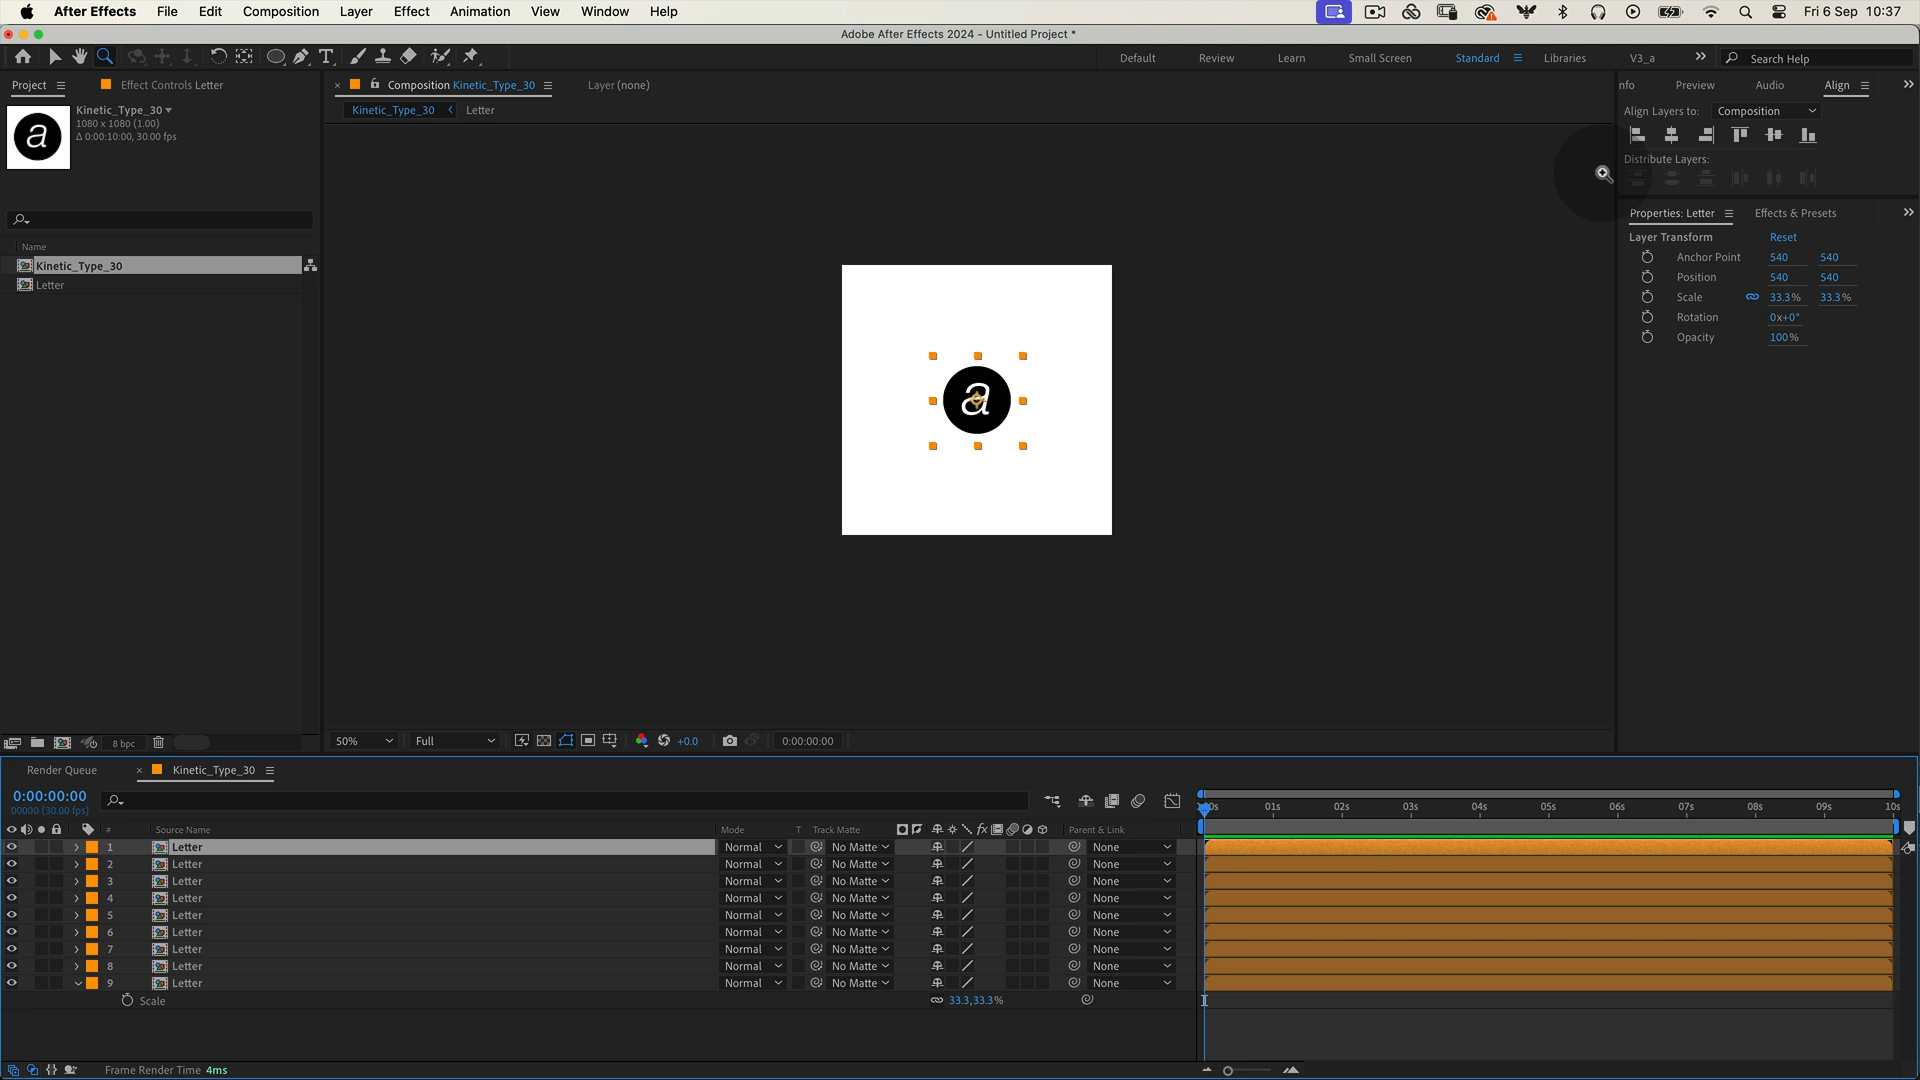 After Effects File Edit Composition Layer Effect Animation View Window Help Fri 6 Sep 10:37
Adobe After Effects 2024 - Untitled Project *
Default Review Learn Small Screen Standard Libraries V3_a Search Help
Project Effect Controls Letter Composition Kinetic_Type_30 Layer (none) nfo Preview Audio Align
Kinetic_Type_30
1080 x 1080 (1.00)
Δ 0:00:10:00, 30.00 fps
a
Kinetic_Type_30 Letter
Align Layers to: Composition
Distribute Layers:
Properties: Letter Effects & Presets
Layer Transform Reset
Anchor Point 540 540
Position 540 540
Scale 33.3% 33.3%
Rotation 0x+0°
Opacity 100%
Name
Kinetic_Type_30
Letter
a
8 bpc
50% Full +0.0 0:00:00:00
Render Queue Kinetic_Type_30
0:00:00:00
00000 (30.00 fps)
:00s 01s 02s 03s 04s 05s 06s 07s 08s 09s 10s
# Source Name Mode T Track Matte Parent & Link
1 Letter Normal No Matte None
2 Letter Normal No Matte None
3 Letter Normal No Matte None
4 Letter Normal No Matte None
5 Letter Normal No Matte None
6 Letter Normal No Matte None
7 Letter Normal No Matte None
8 Letter Normal No Matte None
9 Letter Normal No Matte None
Scale 33.3,33.3%
Frame Render Time 4ms